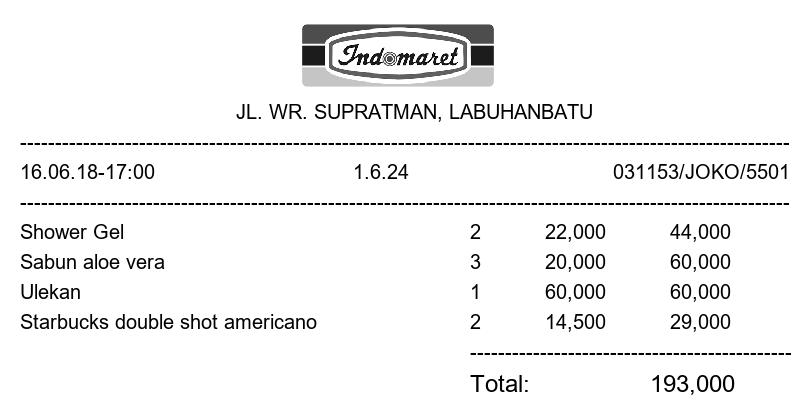 Indomaret
JL. WR. SUPRATMAN, LABUHANBATU
16.06.18-17:00 1.6.24 031153/JOKO/5501
Shower Gel 2 22,000 44,000
Sabun aloe vera 3 20,000 60,000
Ulekan 1 60,000 60,000
Starbucks double shot americano 2 14,500 29,000
Total: 193,000